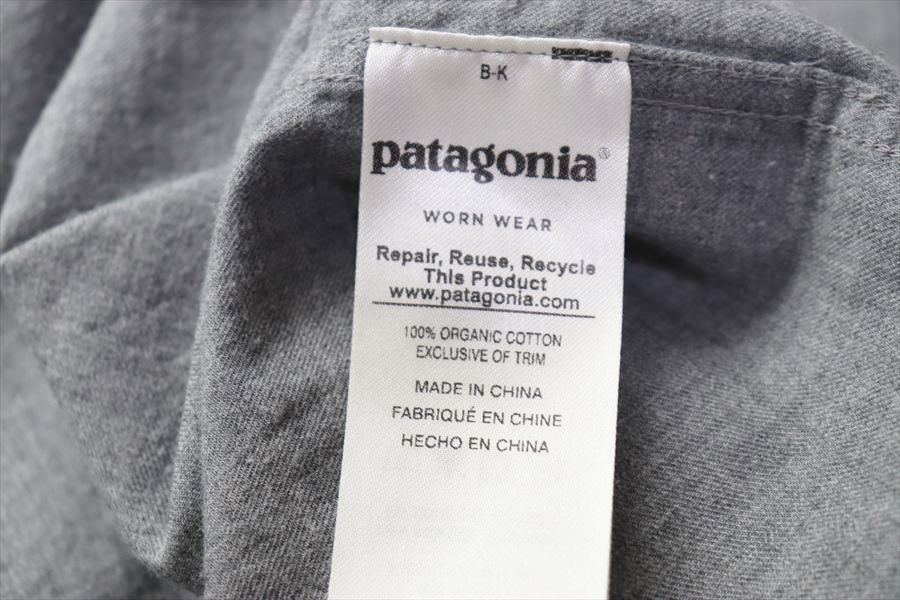 B-K
patagonia®
WORN WEAR
Repair, Reuse, Recycle
This Product
www.patagonia.com
100% ORGANIC COTTON
EXCLUSIVE OF TRIM
MADE IN CHINA
FABRIQUÉ EN CHINE
HECHO EN CHINA